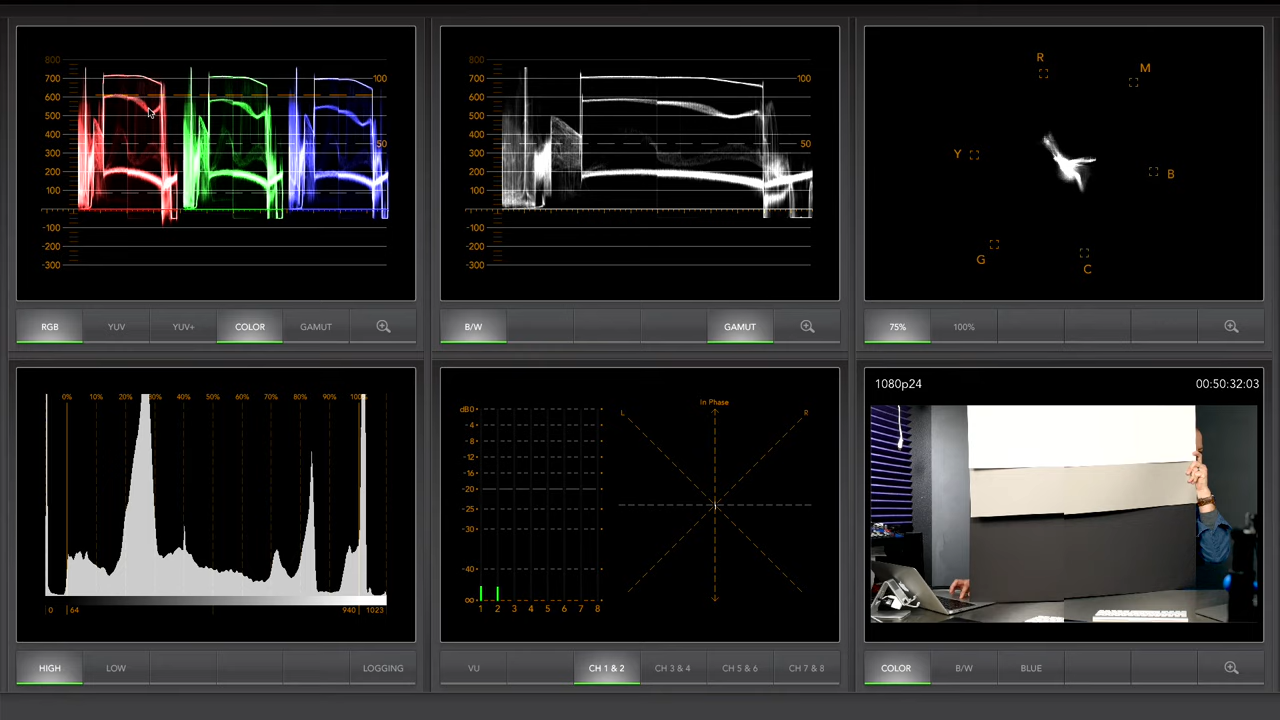 800
700
600
500
400
300
200
100
-100
-200
-300
100
50
RGB YUV YUV+ COLOR GAMUT
800
700
600
500
400
300
200
100
-100
-200
-300
100
50
B/W GAMUT
R
M
Y
B
G
C
75% 100%
0% 10% 20% 30% 40% 50% 60% 70% 80% 90% 100%
0 64 940 1023
HIGH LOW LOGGING
dB0
-4
-8
-12
-16
-20
-25
-30
-40
∞
1 2 3 4 5 6 7 8
In Phase
L R
VU CH 1 & 2 CH 3 & 4 CH 5 & 6 CH 7 & 8
1080p24 00:50:32:03
COLOR B/W BLUE